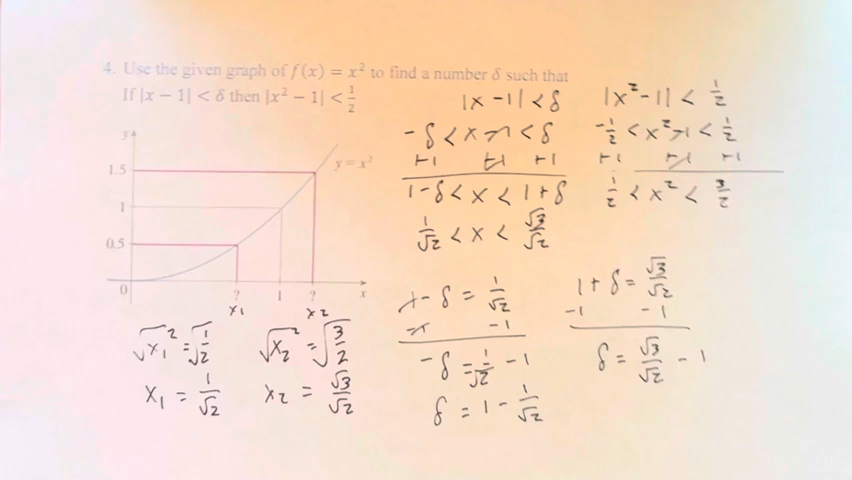 4. Use the given graph of f(x) = x² to find a number δ such that
If |x − 1| < δ then |x² − 1| < 1/2
y
1.5
1
0.5
0
?
1
?
x
y = x²
x₁
x₂
√x₁² = √1/2
x₁ = 1/√2
√x₂² = √3/2
x₂ = √3/√2
|x − 1| < δ
−δ < x − 1 < δ
+1 +1 +1
1 − δ < x < 1 + δ
1/√2 < x < √3/√2
|x² − 1| < 1/2
−1/2 < x² − 1 < 1/2
+1 +1 +1
1/2 < x² < 3/2
1 − δ = 1/√2
−1 −1
−δ = 1/√2 − 1
δ = 1 − 1/√2
1 + δ = √3/√2
−1 −1
δ = √3/√2 − 1